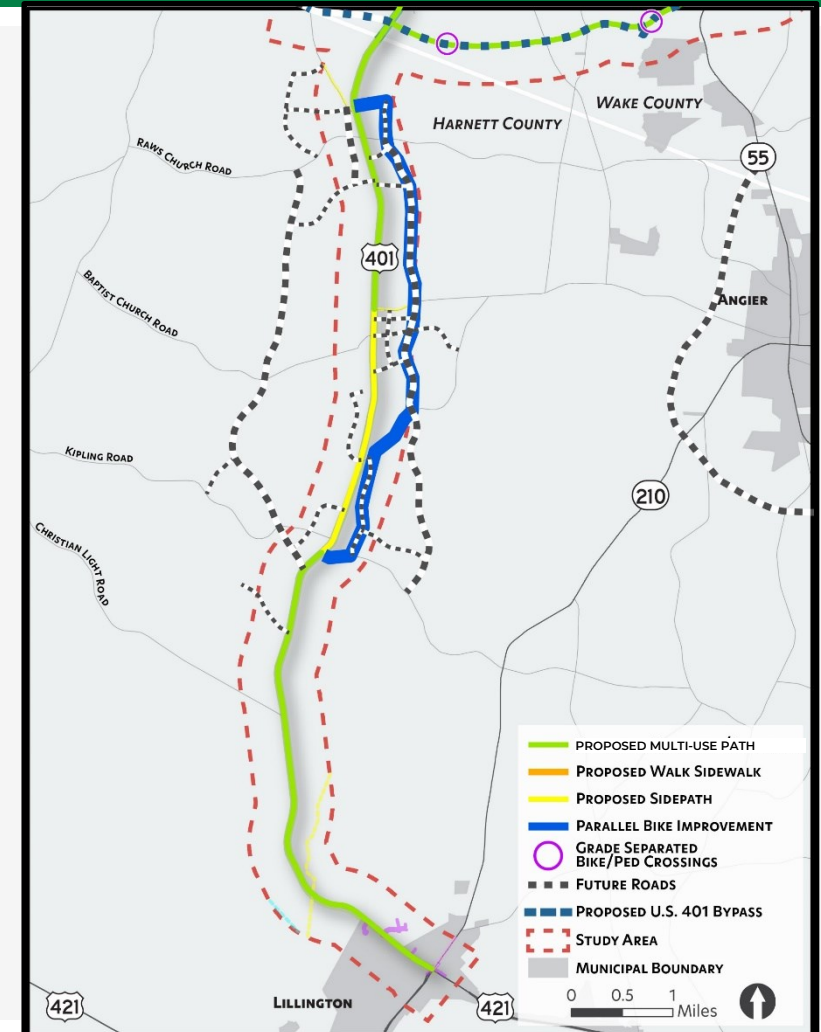 WAKE COUNTY
HARNETT COUNTY
RAWS CHURCH ROAD
55
401
BAPTIST CHURCH ROAD
ANGIER
KIPLING ROAD
210
CHRISTIAN LIGHT ROAD
PROPOSED MULTI-USE PATH
PROPOSED WALK SIDEWALK
PROPOSED SIDEPATH
PARALLEL BIKE IMPROVEMENT
GRADE SEPARATED
BIKE/PED CROSSINGS
FUTURE ROADS
PROPOSED U.S. 401 BYPASS
STUDY AREA
MUNICIPAL BOUNDARY
0 0.5 1
Miles
421
LILLINGTON
421